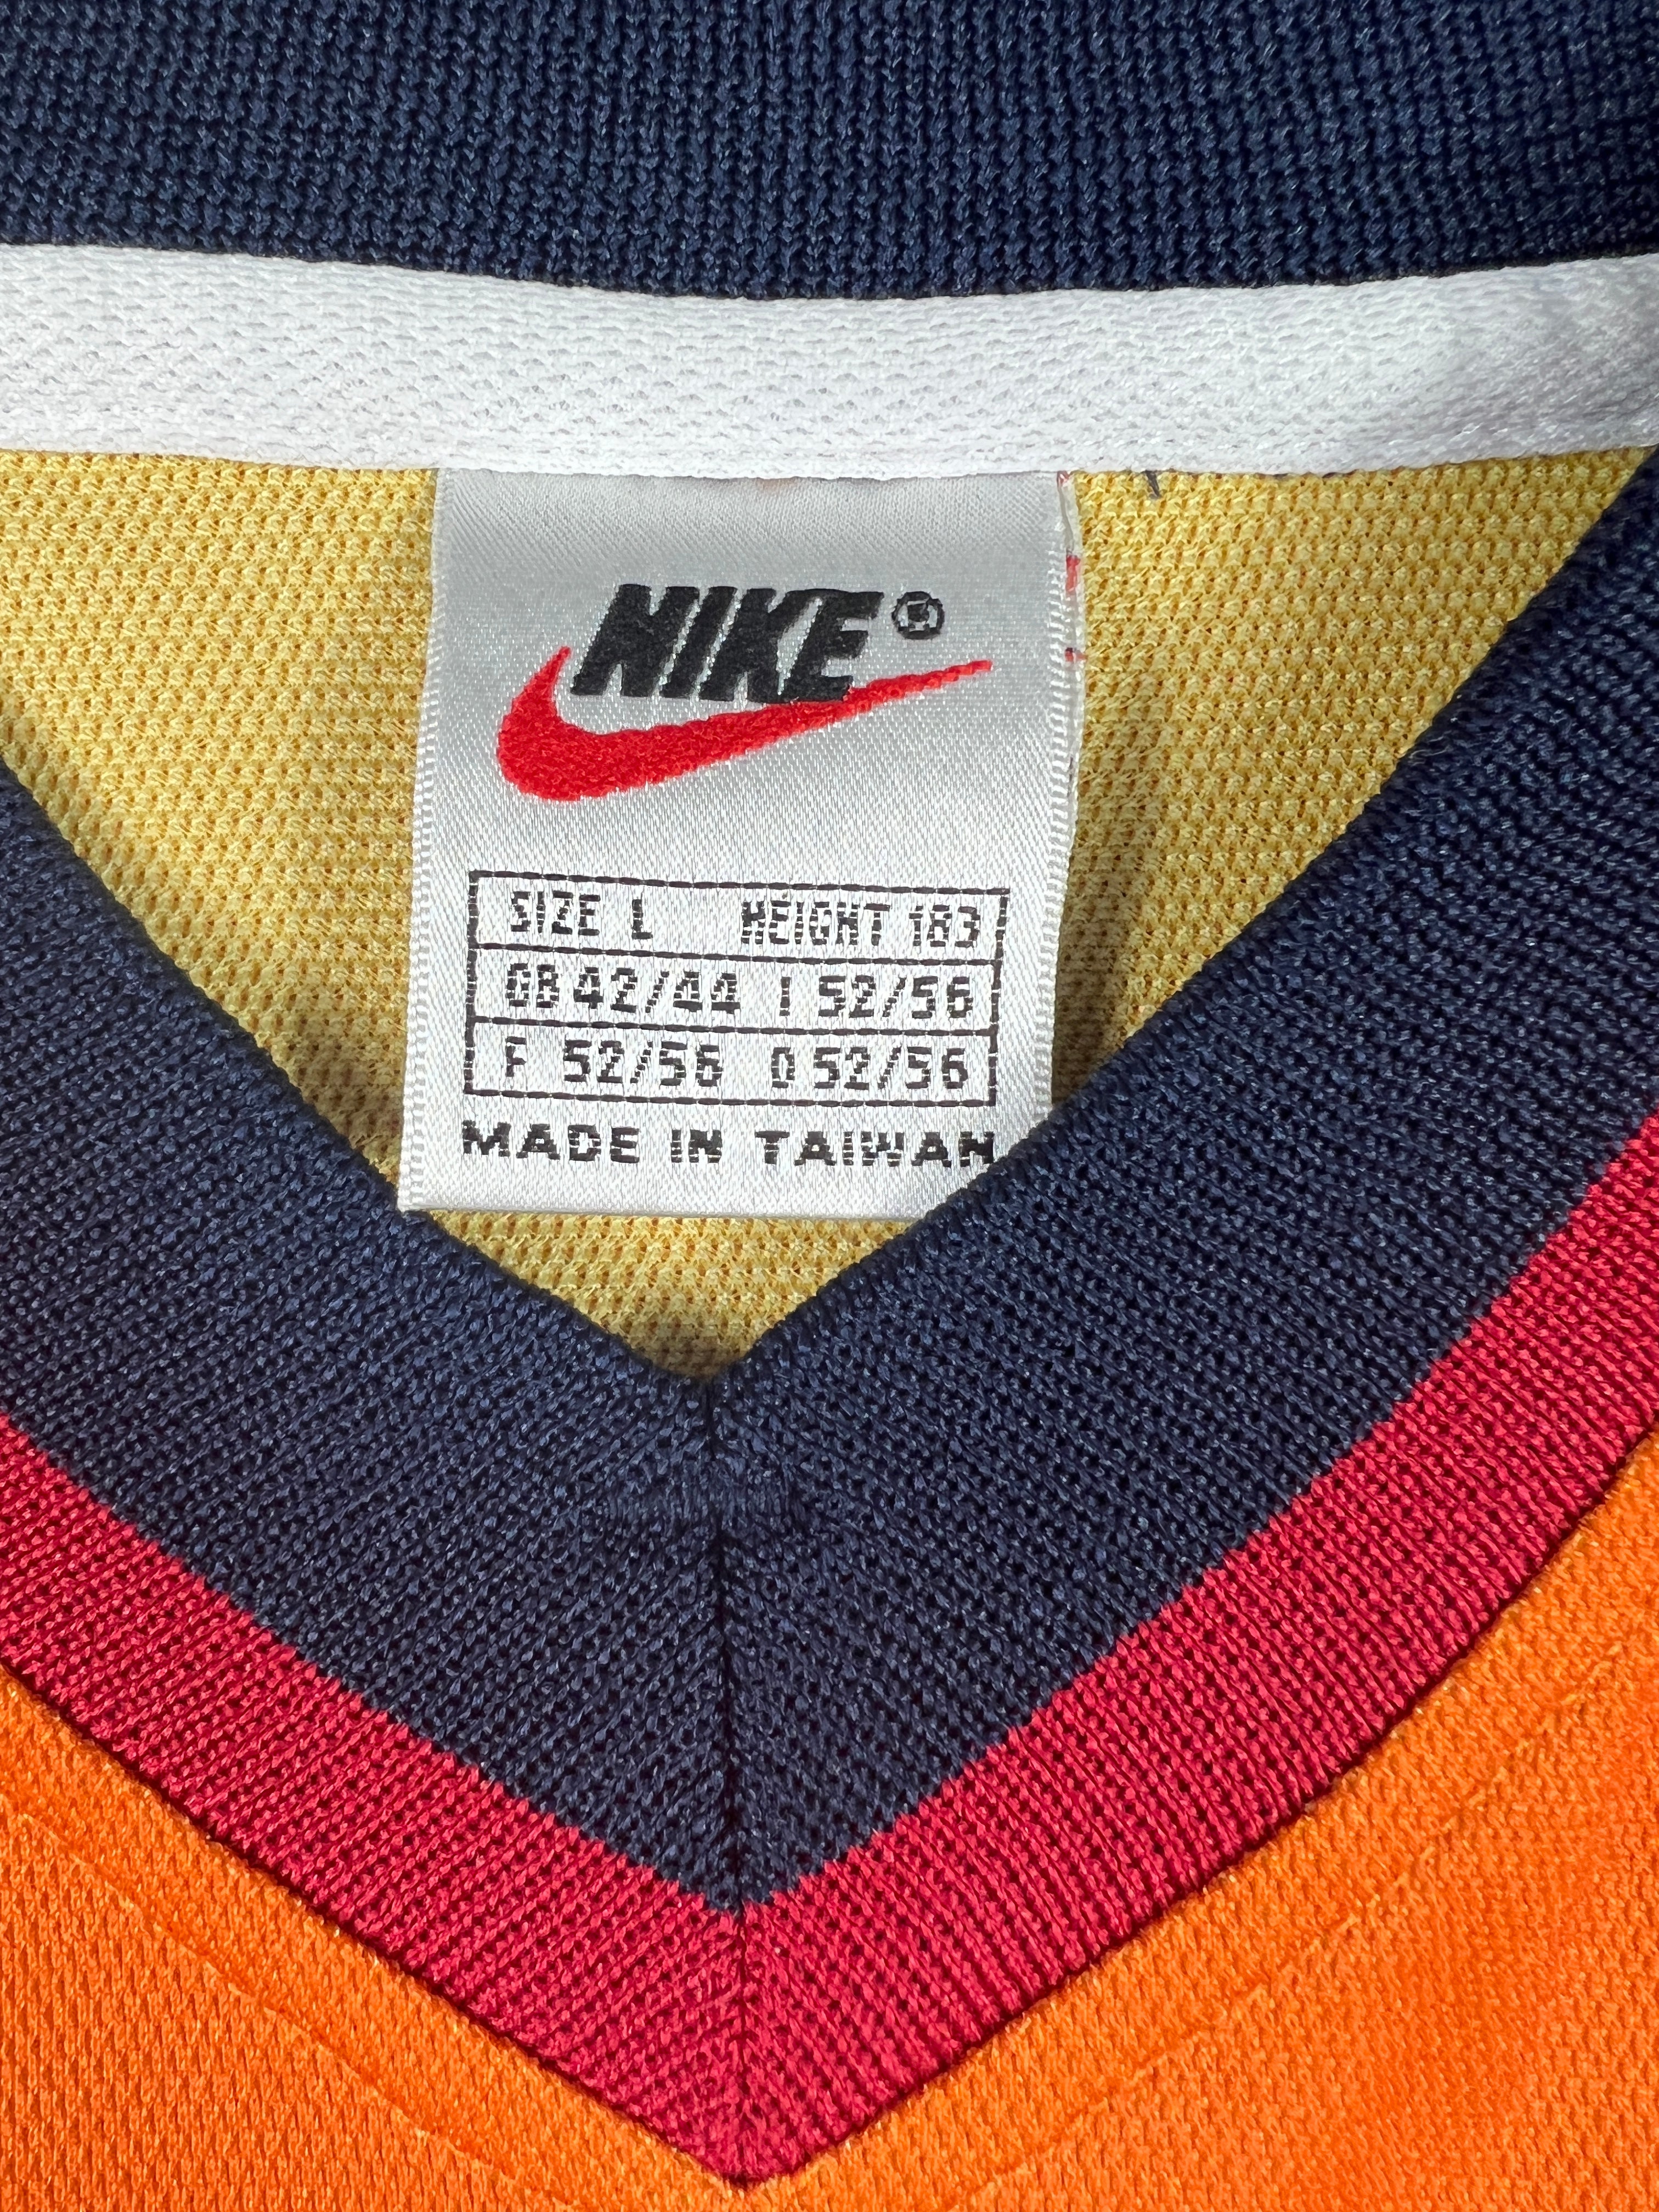 NIKE®
SIZE L HEIGHT 183
GB 42/44 I 52/56
F 52/56 D 52/56
MADE IN TAIWAN